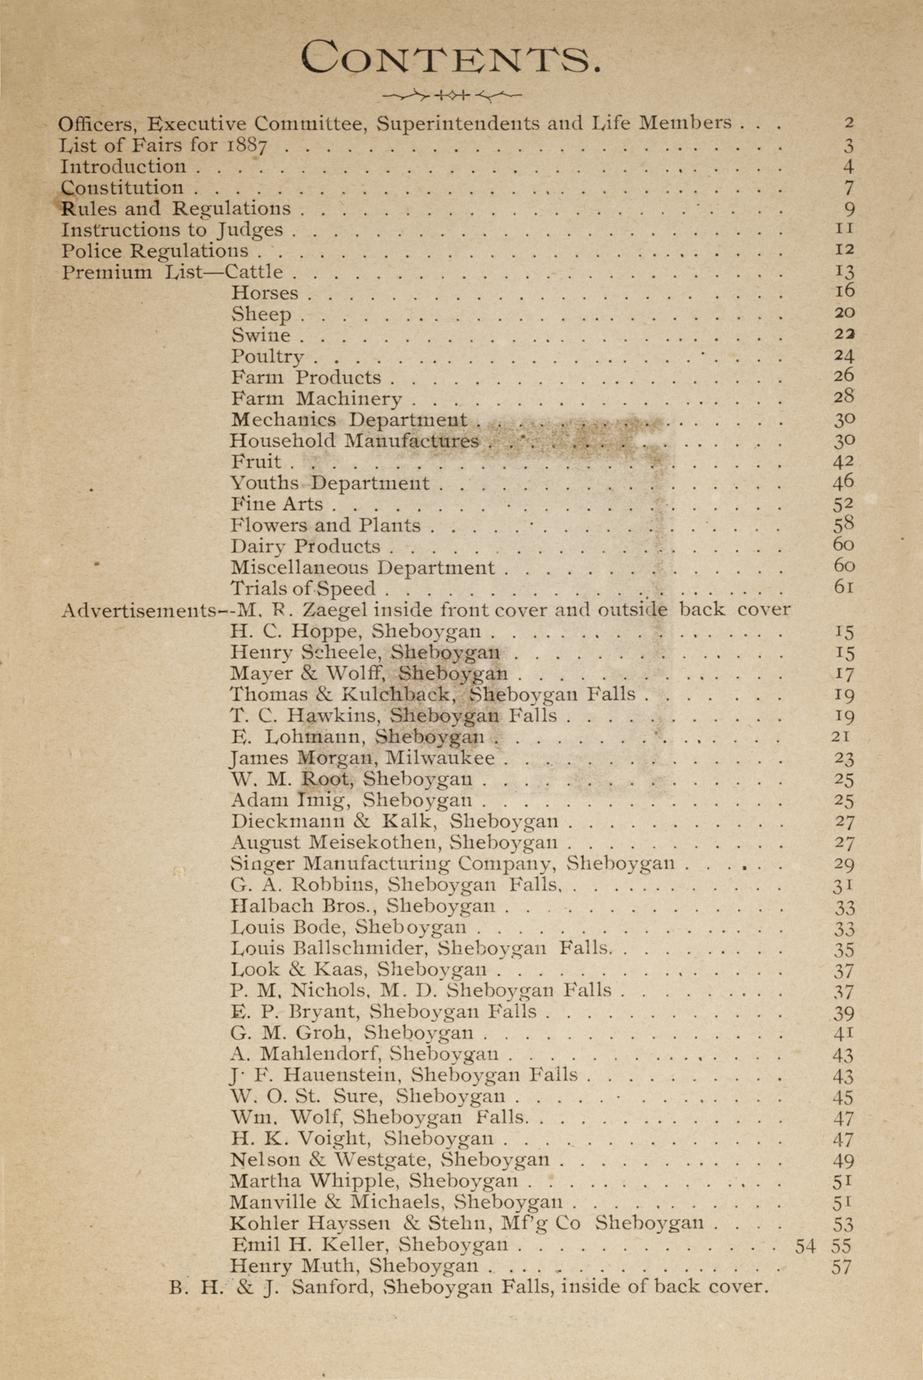 CONTENTS.
Officers, Executive Committee, Superintendents and Life Members . . . 2
List of Fairs for 1887 . . . . . . . . . . . . . . . . . . . . . . . . 3
Introduction . . . . . . . . . . . . . . . . . . . . . . . . . . . . 4
Constitution . . . . . . . . . . . . . . . . . . . . . . . . . . . . 7
Rules and Regulations . . . . . . . . . . . . . . . . . . . . . . . 9
Instructions to Judges . . . . . . . . . . . . . . . . . . . . . . . 11
Police Regulations . . . . . . . . . . . . . . . . . . . . . . . . . 12
Premium List—Cattle . . . . . . . . . . . . . . . . . . . . . . . . 13
Horses . . . . . . . . . . . . . . . . . . . . . 16
Sheep . . . . . . . . . . . . . . . . . . . . . 20
Swine . . . . . . . . . . . . . . . . . . . . . 22
Poultry . . . . . . . . . . . . . . . . . . . . 24
Farm Products . . . . . . . . . . . . . . . . . 26
Farm Machinery . . . . . . . . . . . . . . . . 28
Mechanics Department . . . . . . . . . . . . . 30
Household Manufactures . . . . . . . . . . . . 30
Fruit . . . . . . . . . . . . . . . . . . . . . 42
Youths Department . . . . . . . . . . . . . . . 46
Fine Arts . . . . . . . . . . . . . . . . . . . 52
Flowers and Plants . . . . . . . . . . . . . . 58
Dairy Products . . . . . . . . . . . . . . . . 60
Miscellaneous Department . . . . . . . . . . . 60
Trials of Speed . . . . . . . . . . . . . . . . 61
Advertisements--M. R. Zaegel inside front cover and outside back cover
H. C. Hoppe, Sheboygan . . . . . . . . . . . . 15
Henry Scheele, Sheboygan . . . . . . . . . . . 15
Mayer & Wolff, Sheboygan . . . . . . . . . . . 17
Thomas & Kulchback, Sheboygan Falls . . . . . . 19
T. C. Hawkins, Sheboygan Falls . . . . . . . . 19
E. Lohmann, Sheboygan . . . . . . . . . . . . . 21
James Morgan, Milwaukee . . . . . . . . . . . . 23
W. M. Root, Sheboygan . . . . . . . . . . . . . 25
Adam Imig, Sheboygan . . . . . . . . . . . . . 25
Dieckmann & Kalk, Sheboygan . . . . . . . . . . 27
August Meisekothen, Sheboygan . . . . . . . . . 27
Singer Manufacturing Company, Sheboygan . . . . . . 29
G. A. Robbins, Sheboygan Falls, . . . . . . . . 31
Halbach Bros., Sheboygan . . . . . . . . . . . 33
Louis Bode, Sheboygan . . . . . . . . . . . . . 33
Louis Ballschmider, Sheboygan Falls. . . . . . . 35
Look & Kaas, Sheboygan . . . . . . . . . . . . 37
P. M. Nichols, M. D. Sheboygan Falls . . . . . . 37
E. P. Bryant, Sheboygan Falls . . . . . . . . . 39
G. M. Groh, Sheboygan . . . . . . . . . . . . . 41
A. Mahlendorf, Sheboygan . . . . . . . . . . . 43
J. F. Hauenstein, Sheboygan Falls . . . . . . . 43
W. O. St. Sure, Sheboygan . . . . . . . . . . . 45
Wm. Wolf, Sheboygan Falls. . . . . . . . . . . 47
H. K. Voight, Sheboygan . . . . . . . . . . . . 47
Nelson & Westgate, Sheboygan . . . . . . . . . 49
Martha Whipple, Sheboygan . . . . . . . . . . . 51
Manville & Michaels, Sheboygan . . . . . . . . 51
Kohler Hayssen & Stehn, Mf'g Co Sheboygan . . . . 53
Emil H. Keller, Sheboygan . . . . . . . . . . . 54 55
Henry Muth, Sheboygan . . . . . . . . . . . . . 57
B. H. & J. Sanford, Sheboygan Falls, inside of back cover.